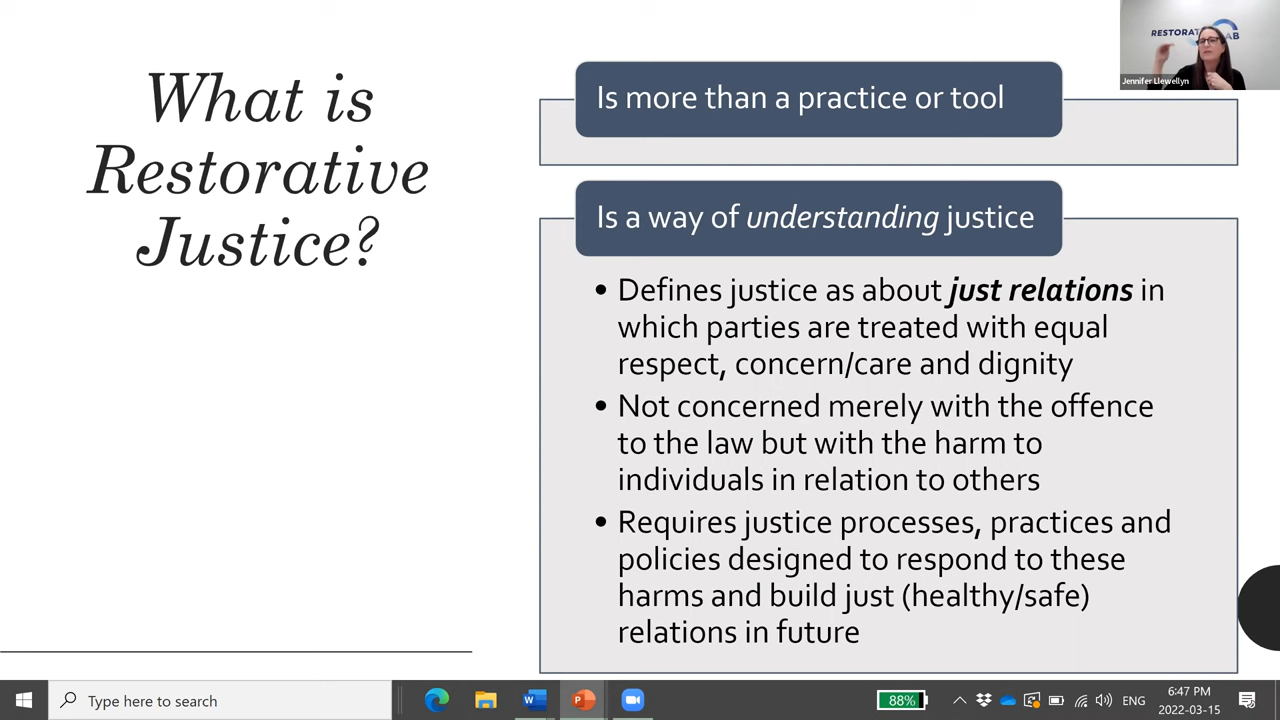 What is
Restorative
Justice?
Is more than a practice or tool
Is a way of understanding justice
• Defines justice as about just relations in
which parties are treated with equal
respect, concern/care and dignity
• Not concerned merely with the offence
to the law but with the harm to
individuals in relation to others
• Requires justice processes, practices and
policies designed to respond to these
harms and build just (healthy/safe)
relations in future
Jennifer Llewellyn
Type here to search
88%
ENG
6:47 PM
2022-03-15